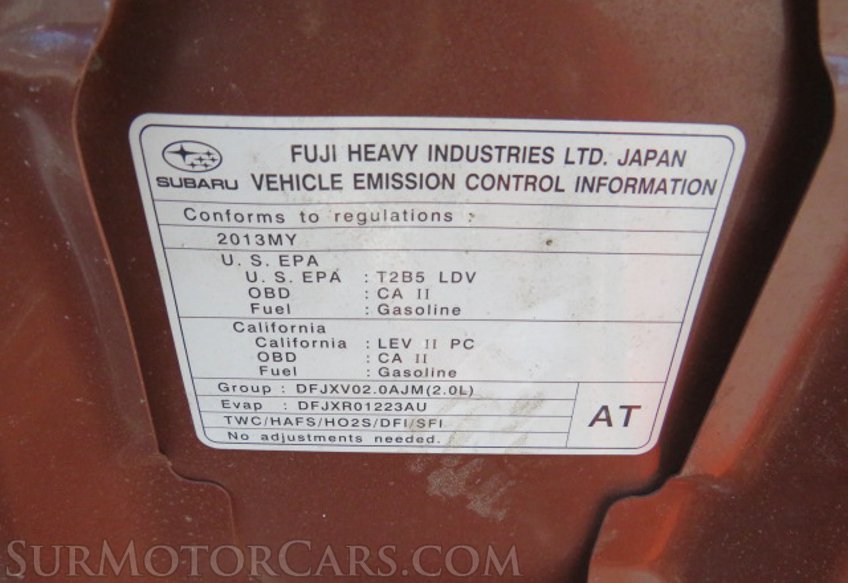 FUJI HEAVY INDUSTRIES LTD. JAPAN
SUBARU VEHICLE EMISSION CONTROL INFORMATION
Conforms to regulations :
2013MY
U. S. EPA
U. S. EPA : T2B5 LDV
OBD : CA II
Fuel : Gasoline
California
California : LEV II PC
OBD : CA II
Fuel : Gasoline
Group : DFJXV02.0AJM(2.0L)
Evap : DFJXR01223AU
TWC/HAFS/HO2S/DFI/SFI
No adjustments needed.
AT
SURMOTORCARS.COM